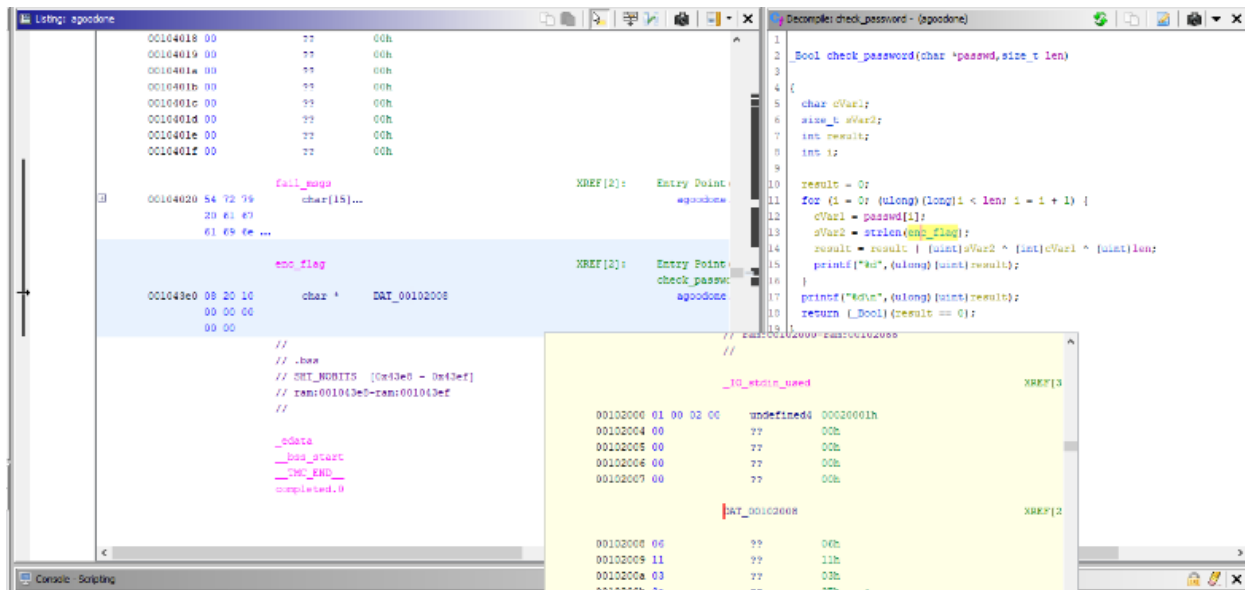 Listing: agoodone
00104018 00 ?? 00h
00104019 00 ?? 00h
0010401a 00 ?? 00h
0010401b 00 ?? 00h
0010401c 00 ?? 00h
0010401d 00 ?? 00h
0010401e 00 ?? 00h
0010401f 00 ?? 00h
fail_msgs XREF[2]: Entry Point
00104020 54 72 79 char[15]... agoodone
20 61 67
61 69 6e ...
enc_flag XREF[2]: Entry Point
check_passwo
001043e0 08 20 10 char * DAT_00102008 agoodone
00 00 00
00 00
//
// .bss
// SHT_NOBITS [0x43e8 - 0x43ef]
// ram:001043e8-ram:001043ef
//
_edata
__bss_start
__TMC_END__
completed.0
Console - Scripting
Decompile: check_password - (agoodone)
1
2 _Bool check_password(char *passwd,size_t len)
3
4 {
5 char cVar1;
6 size_t sVar2;
7 int result;
8 int i;
9
10 result = 0;
11 for (i = 0; (ulong)(long)i < len; i = i + 1) {
12 cVar1 = passwd[i];
13 sVar2 = strlen(enc_flag);
14 result = result | (uint)sVar2 ^ (int)cVar1 ^ (uint)len;
15 printf("%d",(ulong)(uint)result);
16 }
17 printf("%d\n",(ulong)(uint)result);
18 return (_Bool)(result == 0);
19 }
//
_IO_stdin_used XREF[3
00102000 01 00 02 00 undefined4 00020001h
00102004 00 ?? 00h
00102005 00 ?? 00h
00102006 00 ?? 00h
00102007 00 ?? 00h
DAT_00102008 XREF[2
00102008 06 ?? 06h
00102009 11 ?? 11h
0010200a 03 ?? 03h